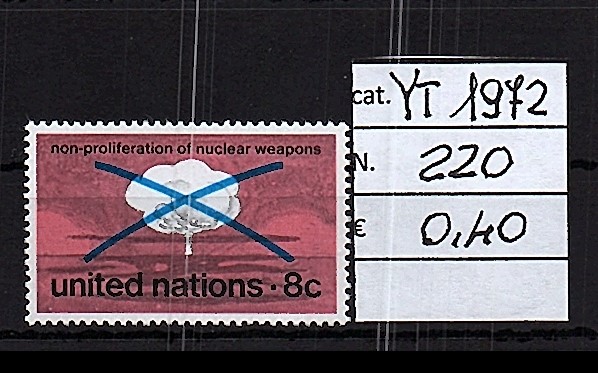 non-proliferation of nuclear weapons
united nations · 8c
cat. YT 1972
N. 220
€ 0,40